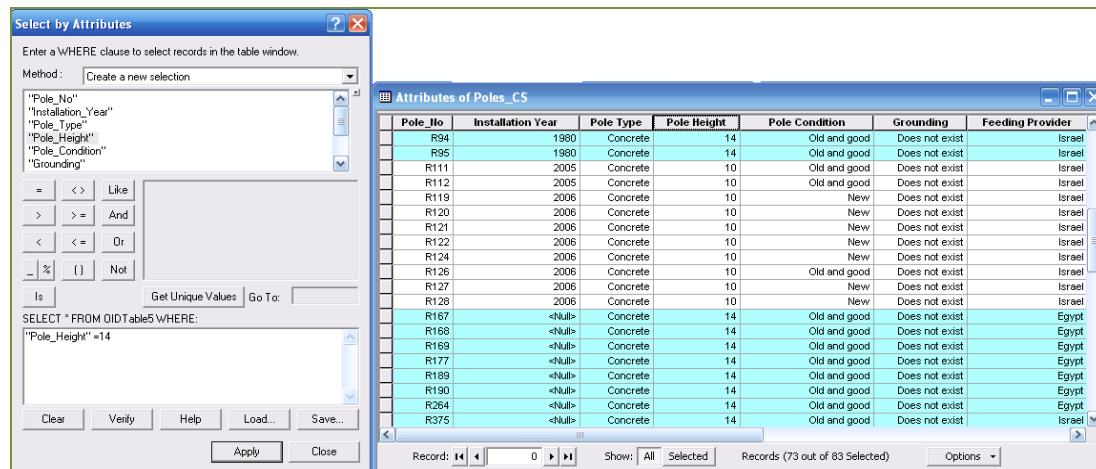 Select by Attributes
Enter a WHERE clause to select records in the table window.
Method : Create a new selection
"Pole_No"
"Installation_Year"
"Pole_Type"
"Pole_Height"
"Pole_Condition"
"Grounding"
= < > Like
> > = And
< < = Or
_ % ( ) Not
Is Get Unique Values Go To:
SELECT * FROM OIDTable5 WHERE:
"Pole_Height" =14
Clear Verify Help Load... Save...
Apply Close
Attributes of Poles_CS
Pole_No Installation Year Pole Type Pole Height Pole Condition Grounding Feeding Provider
R94 1980 Concrete 14 Old and good Does not exist Israel
R95 1980 Concrete 14 Old and good Does not exist Israel
R111 2005 Concrete 10 Old and good Does not exist Israel
R112 2005 Concrete 10 Old and good Does not exist Israel
R119 2006 Concrete 10 New Does not exist Israel
R120 2006 Concrete 10 New Does not exist Israel
R121 2006 Concrete 10 New Does not exist Israel
R122 2006 Concrete 10 New Does not exist Israel
R124 2006 Concrete 10 New Does not exist Israel
R126 2006 Concrete 10 Old and good Does not exist Israel
R127 2006 Concrete 10 New Does not exist Israel
R128 2006 Concrete 10 New Does not exist Israel
R167 <Null> Concrete 14 Old and good Does not exist Egypt
R168 <Null> Concrete 14 Old and good Does not exist Egypt
R169 <Null> Concrete 14 Old and good Does not exist Egypt
R177 <Null> Concrete 14 Old and good Does not exist Egypt
R189 <Null> Concrete 14 Old and good Does not exist Egypt
R190 <Null> Concrete 14 Old and good Does not exist Egypt
R264 <Null> Concrete 14 Old and good Does not exist Egypt
R375 <Null> Concrete 14 Old and good Does not exist Israel
Record: 0 Show: All Selected Records (73 out of 83 Selected) Options